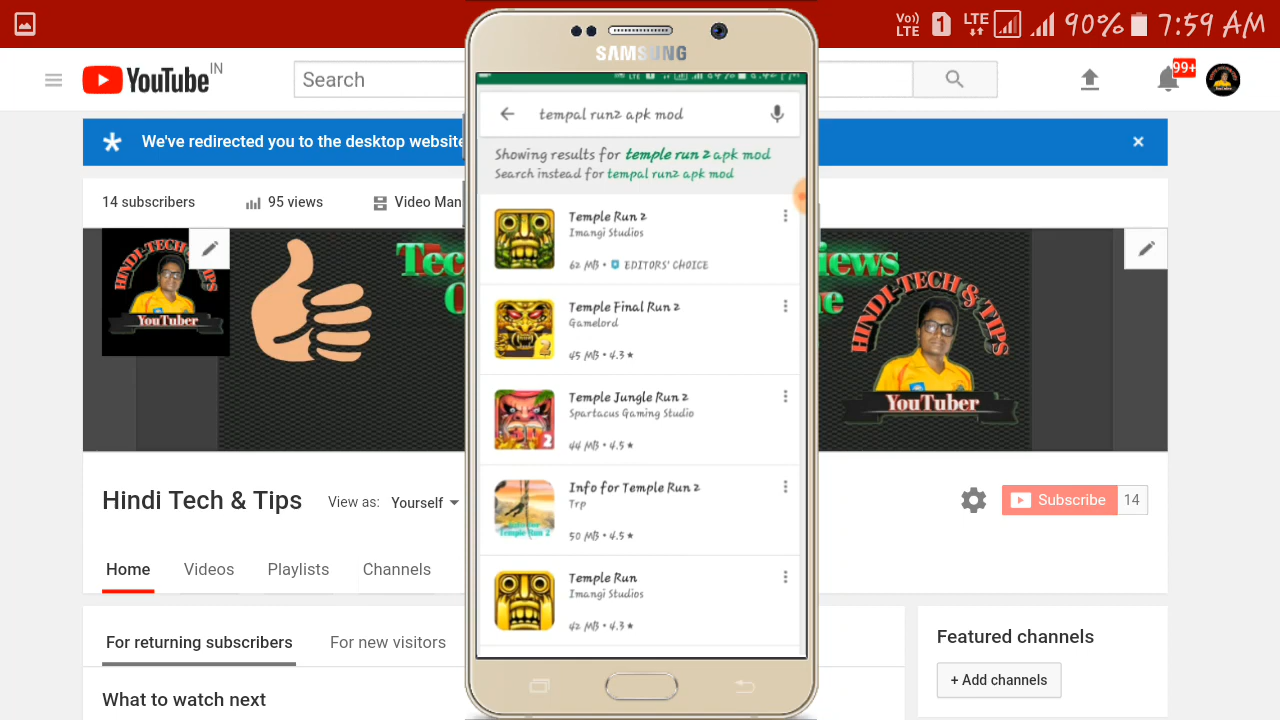 Vo) LTE 1 LTE 90% 7:59 AM
YouTube IN
Search
99+
We've redirected you to the desktop website
14 subscribers
95 views
Video Man
HINDI-TECH & TIPS
YouTuber
Tec
iews
HINDI-TECH & TIPS
YouTuber
Hindi Tech & Tips
View as: Yourself
Subscribe 14
Home Videos Playlists Channels
For returning subscribers For new visitors
What to watch next
Featured channels
+ Add channels
SAMSUNG
tempal run2 apk mod
Showing results for temple run 2 apk mod
Search instead for tempal run2 apk mod
Temple Run 2
Imangi Studios
62 MB • EDITORS' CHOICE
Temple Final Run 2
Gamelord
45 MB • 4.3 ★
Temple Jungle Run 2
Spartacus Gaming Studio
44 MB • 4.5 ★
Info for Temple Run 2
Trp
50 MB • 4.5 ★
Temple Run
Imangi Studios
42 MB • 4.3 ★